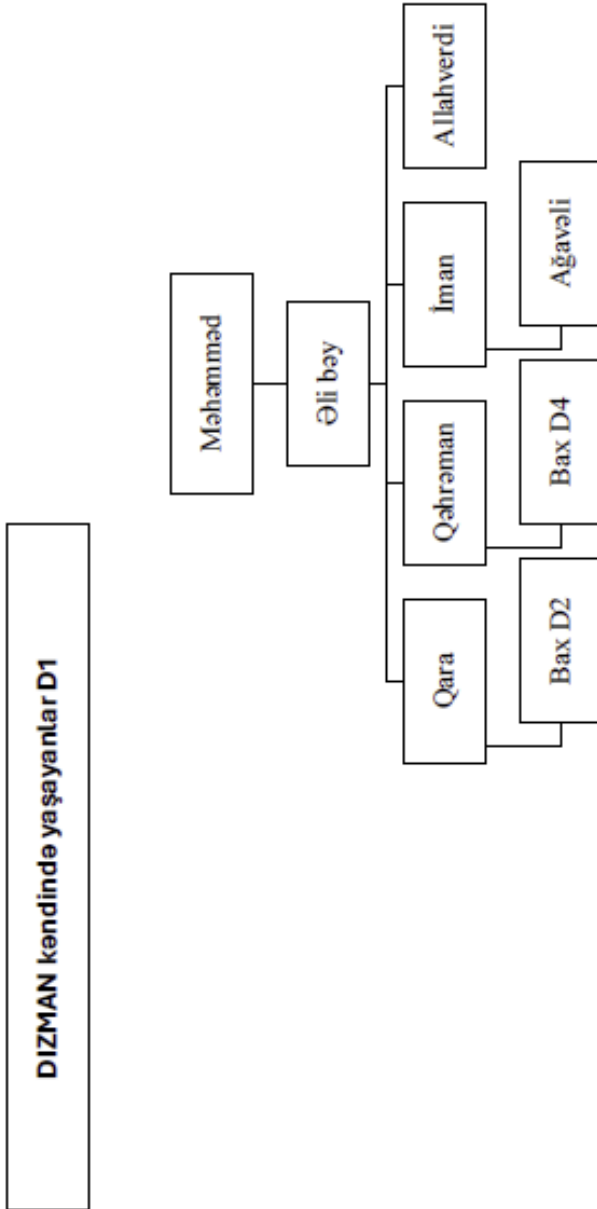 DIZMAN kəndində yaşayanlar D1
Məhəmməd
Əli bəy
Qara
Qəhrəman
İman
Allahverdi
Bax D2
Bax D4
Ağavəli